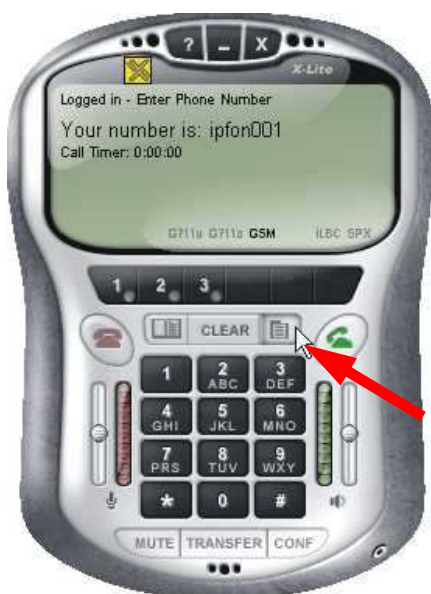 ? – X
X-Lite
Logged in - Enter Phone Number
Your number is: ipfon001
Call Timer: 0:00:00
G711u G711a GSM iLBC SPX
1 2 3
CLEAR
1 2 3
ABC DEF
4 5 6
GHI JKL MNO
7 8 9
PRS TUV WXY
* 0 #
MUTE TRANSFER CONF